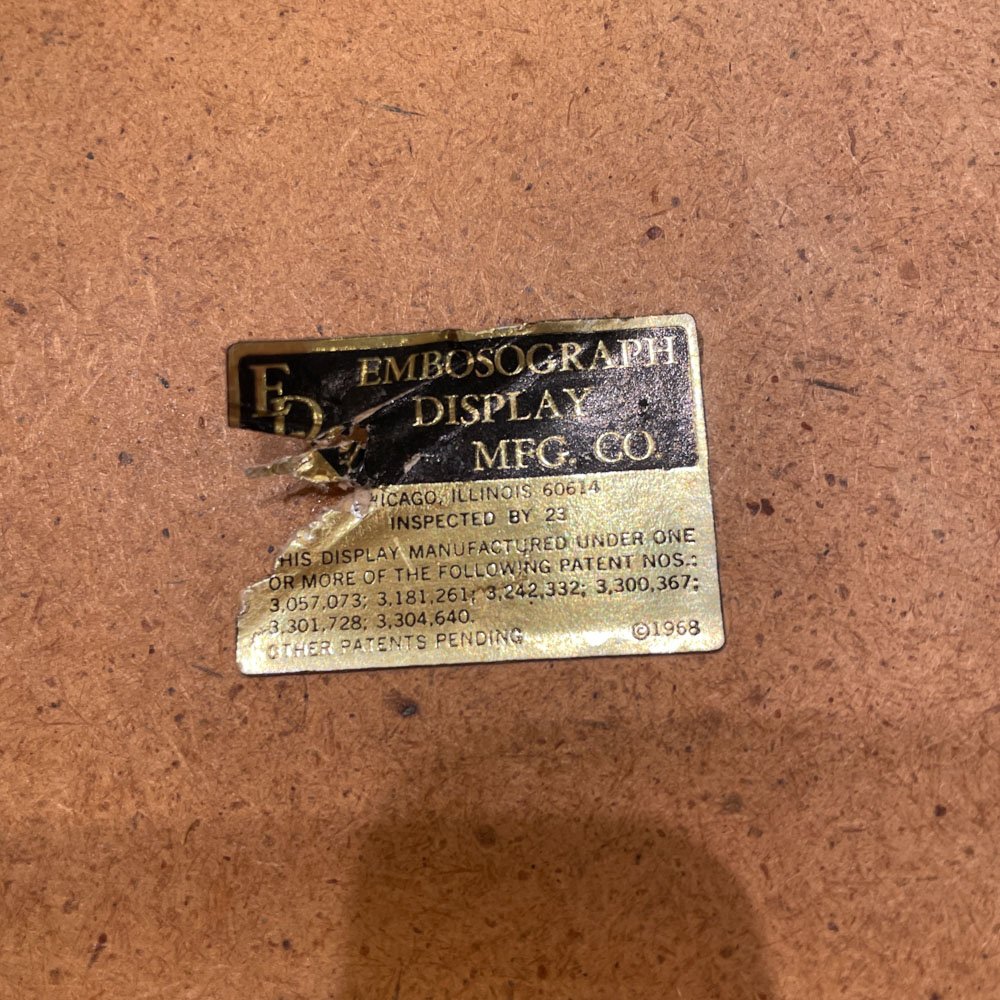 ED
EMBOSOGRAPH
DISPLAY
MFG. CO.
HICAGO, ILLINOIS 60614
INSPECTED BY 23
HIS DISPLAY MANUFACTURED UNDER ONE
OR MORE OF THE FOLLOWING PATENT NOS.:
3,057,073; 3,181,261; 3,242,332; 3,300,367;
3,301,728; 3,304,640.
OTHER PATENTS PENDING ©1968